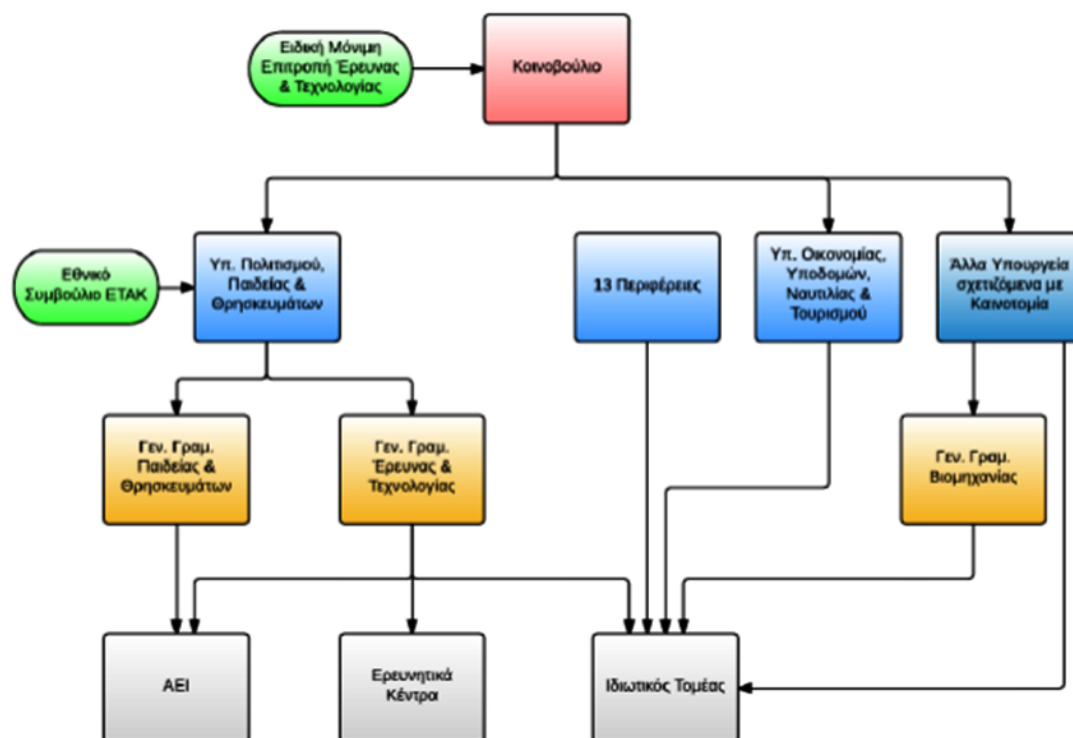 Ειδική Μόνιμη
Επιτροπή Έρευνας
& Τεχνολογίας
Κοινοβούλιο
Εθνικό
Συμβούλιο ΕΤΑΚ
Υπ. Πολιτισμού,
Παιδείας &
Θρησκευμάτων
13 Περιφέρειες
Υπ. Οικονομίας,
Υποδομών,
Ναυτιλίας &
Τουρισμού
Άλλα Υπουργεία
σχετιζόμενα με
Καινοτομία
Γεν. Γραμ.
Παιδείας &
Θρησκευμάτων
Γεν. Γραμ.
Έρευνας &
Τεχνολογίας
Γεν. Γραμ.
Βιομηχανίας
ΑΕΙ
Ερευνητικά
Κέντρα
Ιδιωτικός Τομέας